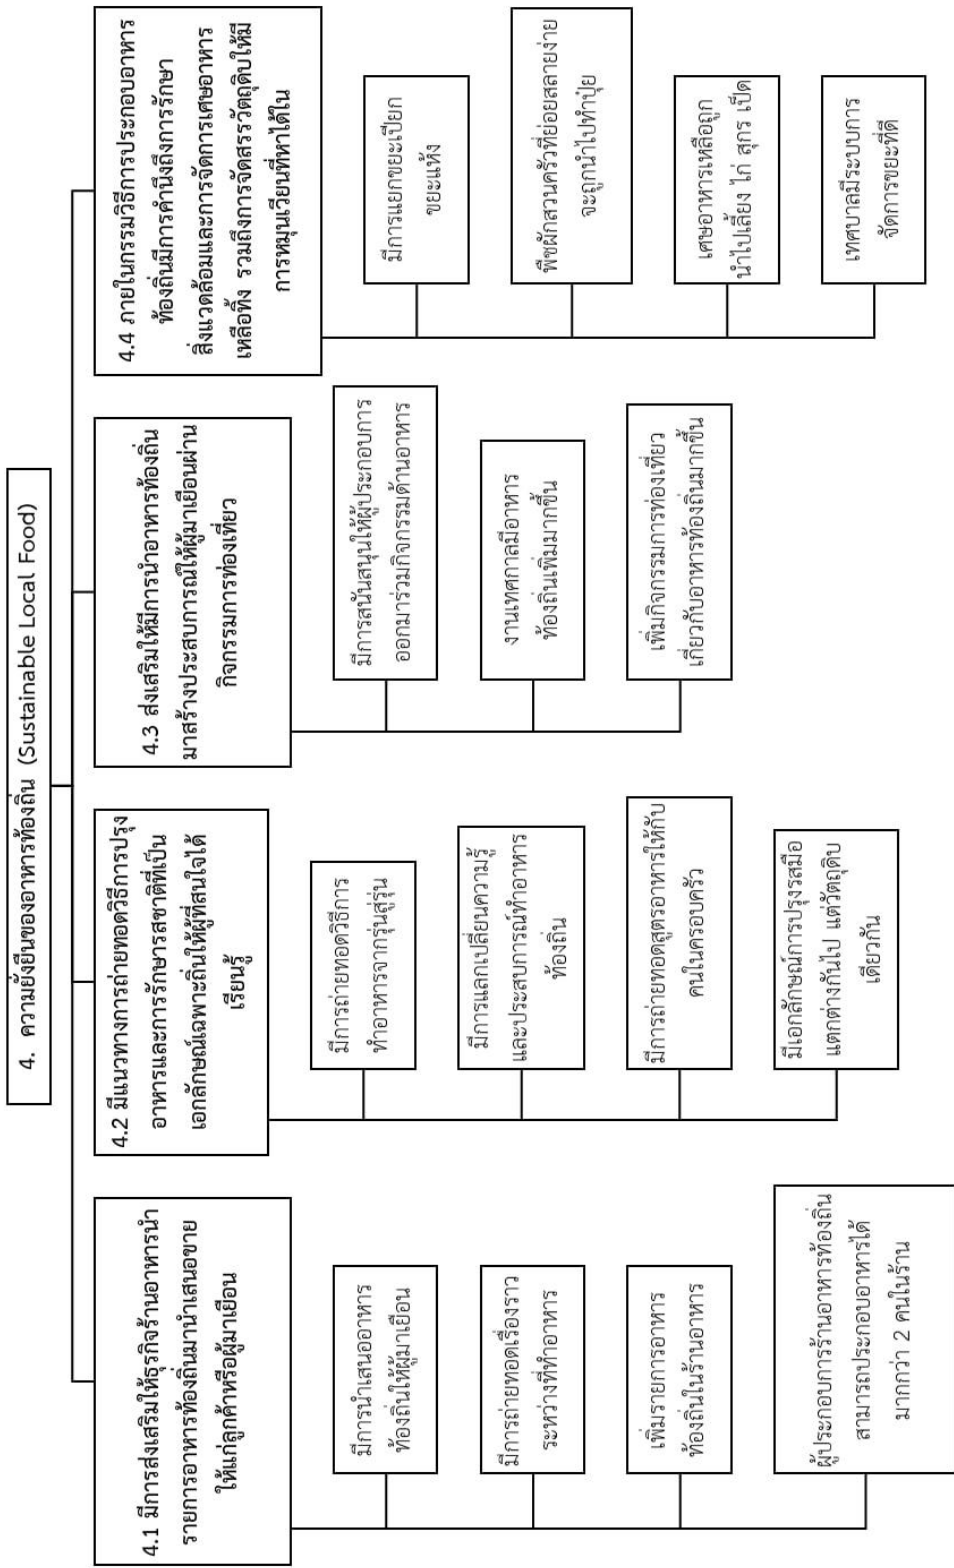 4. ความยั่งยืนของอาหารท้องถิ่น (Sustainable Local Food)
4.1 มีการส่งเสริมให้ธุรกิจร้านอาหารนำ
รายการอาหารท้องถิ่นมานำเสนอขาย
ให้แก่ลูกค้าหรือผู้มาเยือน
มีการนำเสนออาหาร
ท้องถิ่นให้ผู้มาเยือน
มีการถ่ายทอดเรื่องราว
ระหว่างที่ทำอาหาร
เพิ่มรายการอาหาร
ท้องถิ่นในร้านอาหาร
ผู้ประกอบการร้านอาหารท้องถิ่น
สามารถประกอบอาหารได้
มากกว่า 2 คนในร้าน
4.2 มีแนวทางการถ่ายทอดวิธีการปรุง
อาหารและการรักษารสชาติที่เป็น
เอกลักษณ์เฉพาะถิ่นให้ผู้ที่สนใจได้
เรียนรู้
มีการถ่ายทอดวิธีการ
ทำอาหารจากรุ่นสู่รุ่น
มีการแลกเปลี่ยนความรู้
และประสบการณ์ทำอาหาร
ท้องถิ่น
มีการถ่ายทอดสูตรอาหารให้กับ
คนในครอบครัว
มีเอกลักษณ์การปรุงรสมือ
แตกต่างกันไป แต่วัตถุดิบ
เดียวกัน
4.3 ส่งเสริมให้มีการนำอาหารท้องถิ่น
มาสร้างประสบการณ์ให้ผู้มาเยือนผ่าน
กิจกรรมการท่องเที่ยว
มีการสนับสนุนให้ผู้ประกอบการ
ออกมาร่วมกิจกรรมด้านอาหาร
งานเทศกาลมีอาหาร
ท้องถิ่นเพิ่มมากขึ้น
เพิ่มกิจกรรมการท่องเที่ยว
เกี่ยวกับอาหารท้องถิ่นมากขึ้น
4.4 ภายในกรรมวิธีการประกอบอาหาร
ท้องถิ่นมีการคำนึงถึงการรักษา
สิ่งแวดล้อมและการจัดการเศษอาหาร
เหลือทิ้ง รวมถึงการจัดสรรวัตถุดิบให้มี
การหมุนเวียนที่หาได้ใน
มีการแยกขยะเปียก
ขยะแห้ง
พืชผักสวนครัวที่ย่อยสลายง่าย
จะถูกนำไปทำปุ๋ย
เศษอาหารเหลือถูก
นำไปเลี้ยง ไก่ สุกร เป็ด
เทศบาลมีระบบการ
จัดการขยะที่ดี